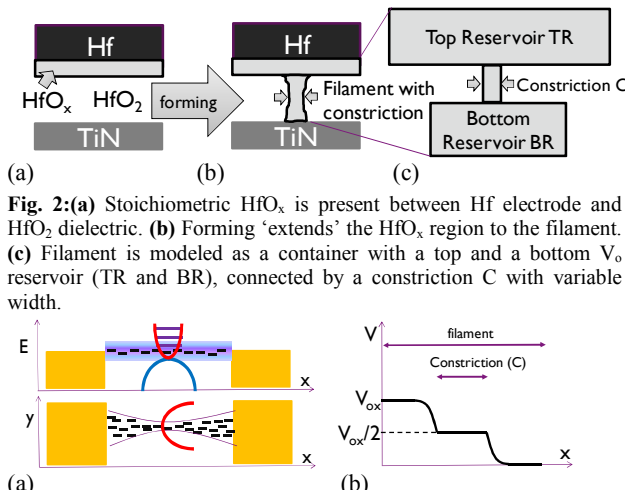 Hf
HfOx
HfO2
TiN
forming
Hf
Filament with
constriction
TiN
Top Reservoir TR
Constriction C
Bottom
Reservoir BR
(a)
(b)
(c)
Fig. 2:(a) Stoichiometric HfOx is present between Hf electrode and
HfO2 dielectric. (b) Forming ‘extends’ the HfOx region to the filament.
(c) Filament is modeled as a container with a top and a bottom Vo
reservoir (TR and BR), connected by a constriction C with variable
width.
E
x
y
x
(a)
V
filament
Constriction (C)
Vox
Vox/2
x
(b)